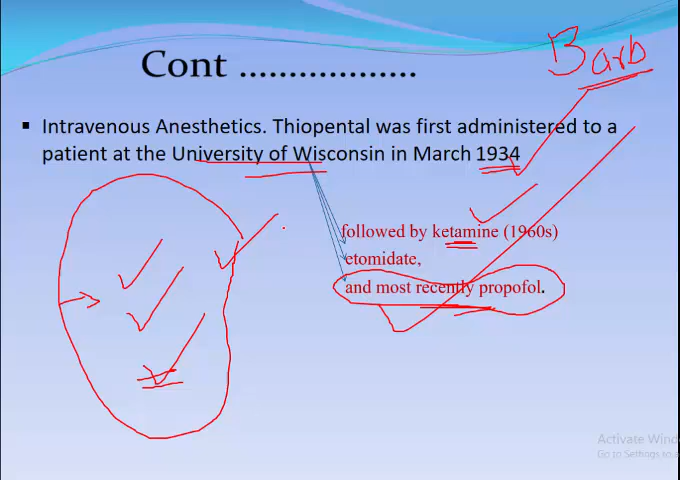 Barb
Cont ..................
▪ Intravenous Anesthetics. Thiopental was first administered to a
patient at the University of Wisconsin in March 1934
followed by ketamine (1960s)
etomidate,
and most recently propofol.
Activate Wind
Go to Settings to a